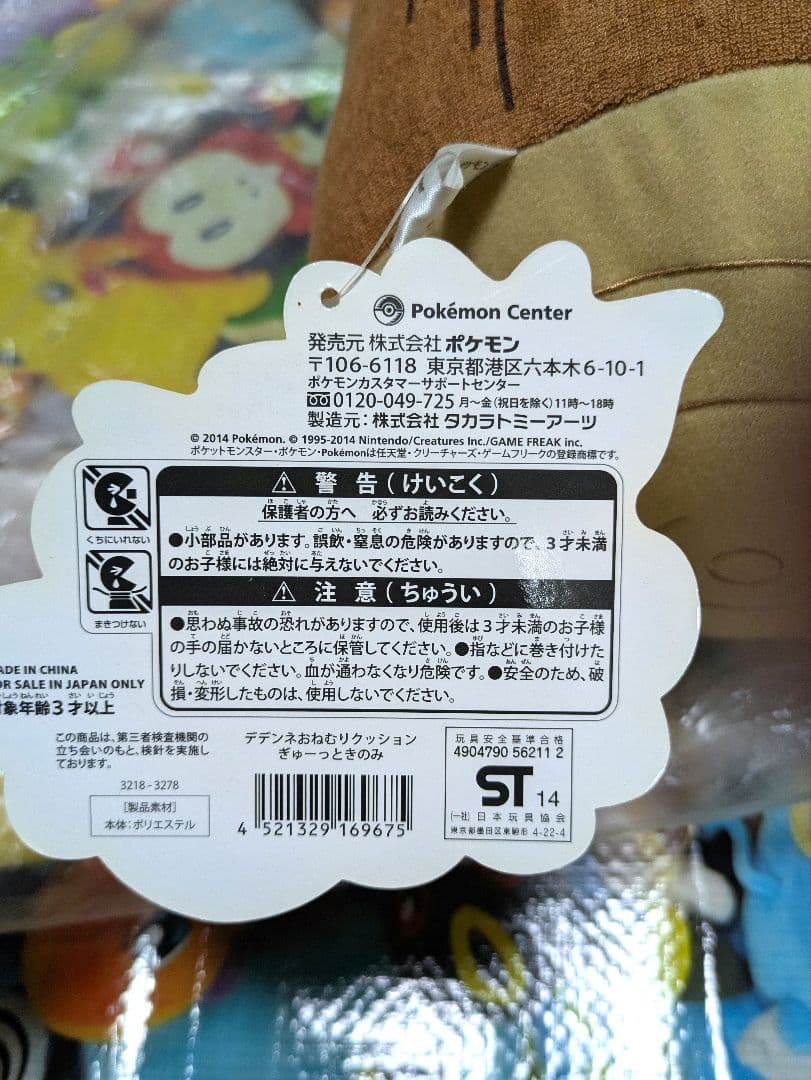 Pokémon Center
発売元 株式会社 ポケモン
〒106-6118 東京都港区六本木6-10-1
ポケモンカスタマーサポートセンター
0120-049-725 月～金(祝日を除く)11時～18時
製造元: 株式会社 タカラトミーアーツ
© 2014 Pokémon. © 1995-2014 Nintendo/Creatures Inc./GAME FREAK inc.
ポケットモンスター・ポケモン・Pokémonは任天堂・クリーチャーズ・ゲームフリークの登録商標です。
くちにいれない
まきつけない
警 告 (けいこく)
保護者の方へ 必ずお読みください。
●小部品があります。誤飲・窒息の危険がありますので、3才未満
のお子様には絶対に与えないでください。
注 意 (ちゅうい)
●思わぬ事故の恐れがありますので、使用後は3才未満のお子様
の手の届かないところに保管してください。●指などに巻き付けた
りしないでください。血が通わなくなり危険です。●安全のため、破
損・変形したものは、使用しないでください。
ADE IN CHINA
OR SALE IN JAPAN ONLY
対象年齢3才以上
この商品は、第三者検査機関の
立ち会いのもと、検針を実施し
ております。
3218-3278
[製品素材]
本体:ポリエステル
デデンネおねむりクッション
ぎゅーっときのみ
4 521329 169675
玩具安全基準合格
4904790 56211 2
ST 14
(一社)日本玩具協会
東京都墨田区東駒形 4-22-4